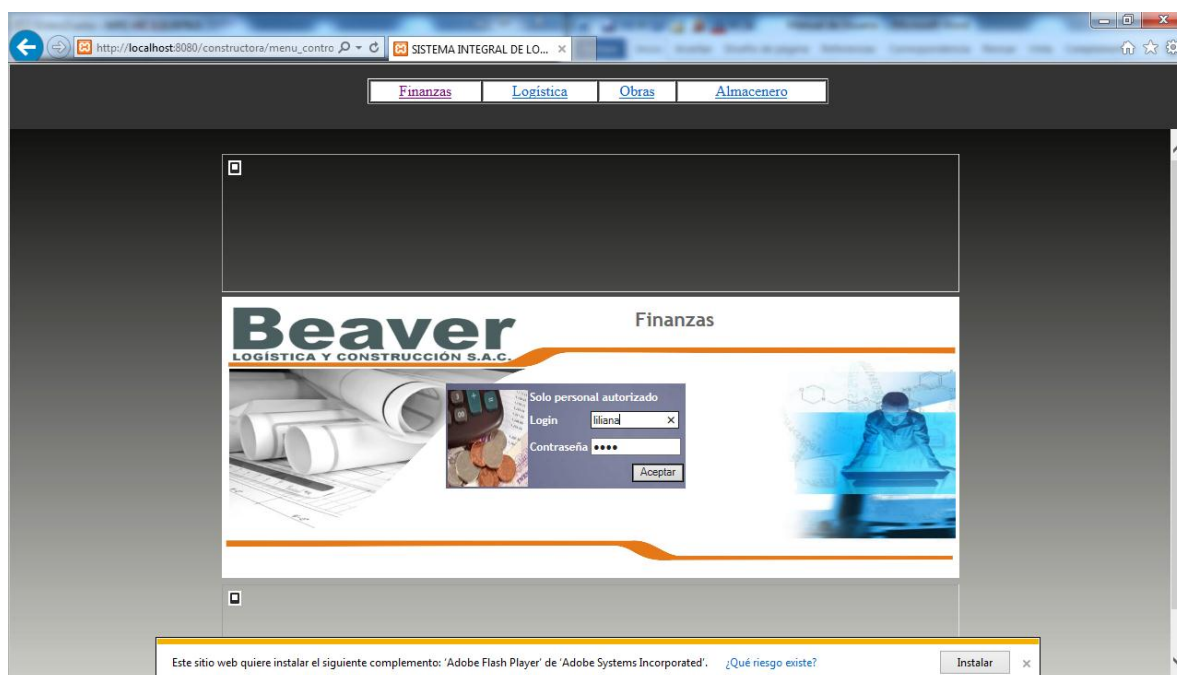 http://localhost:8080/constructora/menu_contro
SISTEMA INTEGRAL DE LO...
Finanzas Logística Obras Almacenero
Beaver
LOGÍSTICA Y CONSTRUCCIÓN S.A.C.
Finanzas
Solo personal autorizado
Login liliana
Contraseña ••••
Aceptar
Este sitio web quiere instalar el siguiente complemento: 'Adobe Flash Player' de 'Adobe Systems Incorporated'. ¿Qué riesgo existe? Instalar